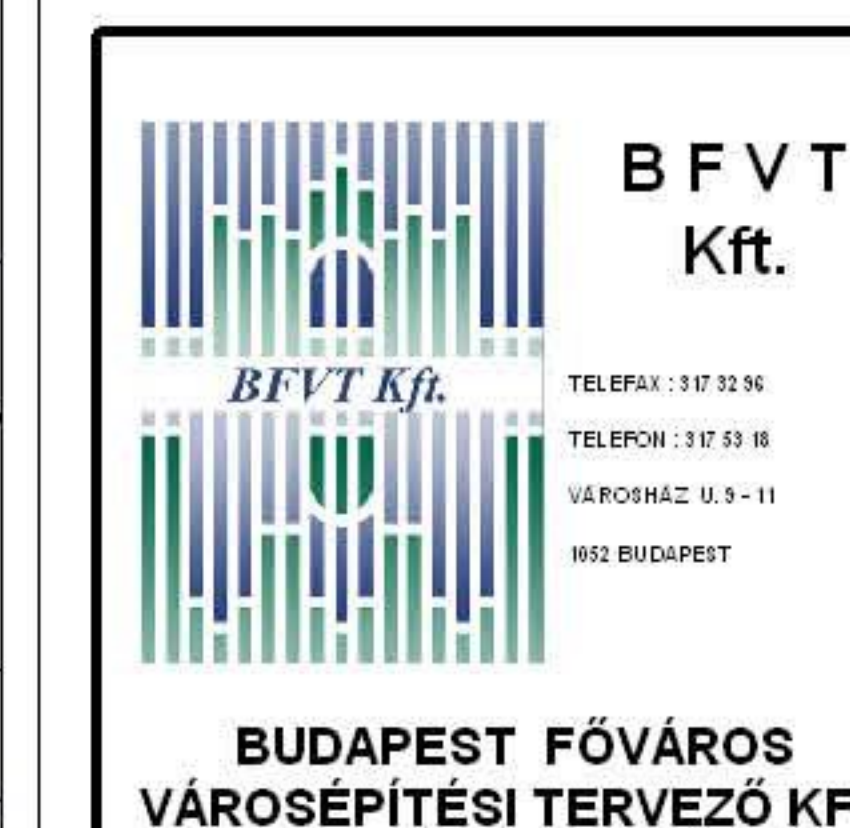 B F V T
Kft.
BFVT Kft.
TELEFAX : 317 32 96
TELEFON : 317 53 18
VÁROSHÁZ U. 9 - 11
1052 BUDAPEST
BUDAPEST FŐVÁROS
VÁROSÉPÍTÉSI TERVEZŐ KF